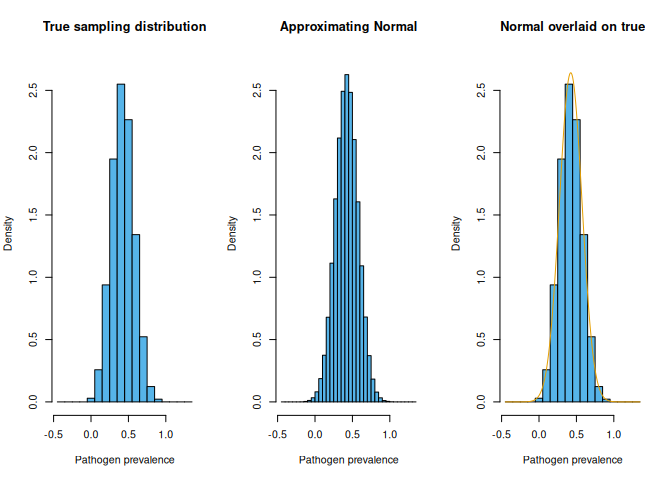 True sampling distribution
Density
0.0 0.5 1.0 1.5 2.0 2.5
-0.5 0.0 0.5 1.0
Pathogen prevalence
Approximating Normal
Density
0.0 0.5 1.0 1.5 2.0 2.5
-0.5 0.0 0.5 1.0
Pathogen prevalence
Normal overlaid on true
Density
0.0 0.5 1.0 1.5 2.0 2.5
-0.5 0.0 0.5 1.0
Pathogen prevalence